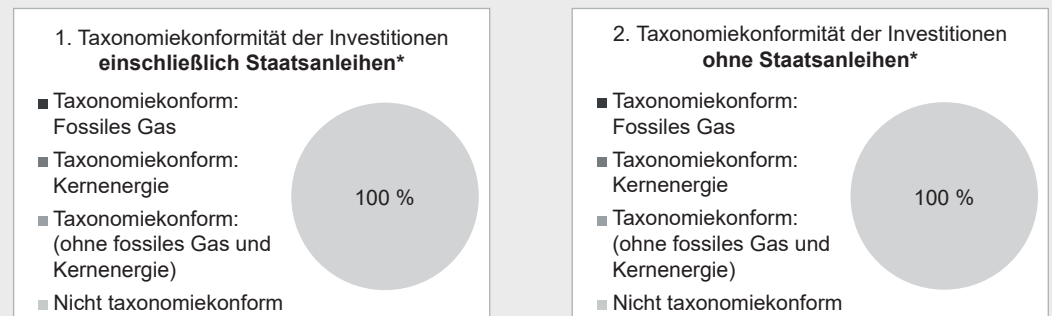 1. Taxonomiekonformität der Investitionen
einschließlich Staatsanleihen*
Taxonomiekonform:
Fossiles Gas
Taxonomiekonform:
Kernenergie
Taxonomiekonform:
(ohne fossiles Gas und
Kernenergie)
Nicht taxonomiekonform
100 %
2. Taxonomiekonformität der Investitionen
ohne Staatsanleihen*
Taxonomiekonform:
Fossiles Gas
Taxonomiekonform:
Kernenergie
Taxonomiekonform:
(ohne fossiles Gas und
Kernenergie)
Nicht taxonomiekonform
100 %